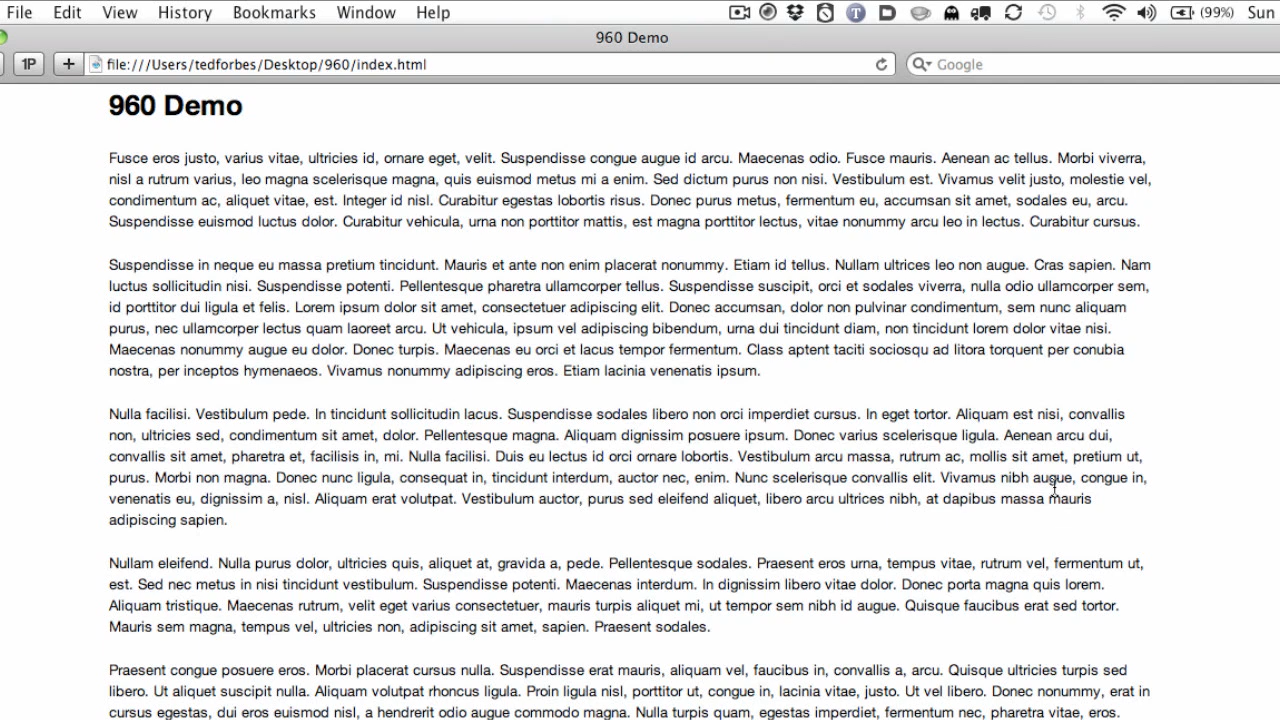 File Edit View History Bookmarks Window Help (99%) Sun
960 Demo
1P + file:///Users/tedforbes/Desktop/960/index.html Google
960 Demo
Fusce eros justo, varius vitae, ultricies id, ornare eget, velit. Suspendisse congue augue id arcu. Maecenas odio. Fusce mauris. Aenean ac tellus. Morbi viverra,
nisl a rutrum varius, leo magna scelerisque magna, quis euismod metus mi a enim. Sed dictum purus non nisi. Vestibulum est. Vivamus velit justo, molestie vel,
condimentum ac, aliquet vitae, est. Integer id nisl. Curabitur egestas lobortis risus. Donec purus metus, fermentum eu, accumsan sit amet, sodales eu, arcu.
Suspendisse euismod luctus dolor. Curabitur vehicula, urna non porttitor mattis, est magna porttitor lectus, vitae nonummy arcu leo in lectus. Curabitur cursus.
Suspendisse in neque eu massa pretium tincidunt. Mauris et ante non enim placerat nonummy. Etiam id tellus. Nullam ultrices leo non augue. Cras sapien. Nam
luctus sollicitudin nisi. Suspendisse potenti. Pellentesque pharetra ullamcorper tellus. Suspendisse suscipit, orci et sodales viverra, nulla odio ullamcorper sem,
id porttitor dui ligula et felis. Lorem ipsum dolor sit amet, consectetuer adipiscing elit. Donec accumsan, dolor non pulvinar condimentum, sem nunc aliquam
purus, nec ullamcorper lectus quam laoreet arcu. Ut vehicula, ipsum vel adipiscing bibendum, urna dui tincidunt diam, non tincidunt lorem dolor vitae nisi.
Maecenas nonummy augue eu dolor. Donec turpis. Maecenas eu orci et lacus tempor fermentum. Class aptent taciti sociosqu ad litora torquent per conubia
nostra, per inceptos hymenaeos. Vivamus nonummy adipiscing eros. Etiam lacinia venenatis ipsum.
Nulla facilisi. Vestibulum pede. In tincidunt sollicitudin lacus. Suspendisse sodales libero non orci imperdiet cursus. In eget tortor. Aliquam est nisi, convallis
non, ultricies sed, condimentum sit amet, dolor. Pellentesque magna. Aliquam dignissim posuere ipsum. Donec varius scelerisque ligula. Aenean arcu dui,
convallis sit amet, pharetra et, facilisis in, mi. Nulla facilisi. Duis eu lectus id orci ornare lobortis. Vestibulum arcu massa, rutrum ac, mollis sit amet, pretium ut,
purus. Morbi non magna. Donec nunc ligula, consequat in, tincidunt interdum, auctor nec, enim. Nunc scelerisque convallis elit. Vivamus nibh augue, congue in,
venenatis eu, dignissim a, nisl. Aliquam erat volutpat. Vestibulum auctor, purus sed eleifend aliquet, libero arcu ultrices nibh, at dapibus massa mauris
adipiscing sapien.
Nullam eleifend. Nulla purus dolor, ultricies quis, aliquet at, gravida a, pede. Pellentesque sodales. Praesent eros urna, tempus vitae, rutrum vel, fermentum ut,
est. Sed nec metus in nisi tincidunt vestibulum. Suspendisse potenti. Maecenas interdum. In dignissim libero vitae dolor. Donec porta magna quis lorem.
Aliquam tristique. Maecenas rutrum, velit eget varius consectetuer, mauris turpis aliquet mi, ut tempor sem nibh id augue. Quisque faucibus erat sed tortor.
Mauris sem magna, tempus vel, ultricies non, adipiscing sit amet, sapien. Praesent sodales.
Praesent congue posuere eros. Morbi placerat cursus nulla. Suspendisse erat mauris, aliquam vel, faucibus in, convallis a, arcu. Quisque ultricies turpis sed
libero. Ut aliquet suscipit nulla. Aliquam volutpat rhoncus ligula. Proin ligula nisl, porttitor ut, congue in, lacinia vitae, justo. Ut vel libero. Donec nonummy, erat in
cursus egestas, dui eros euismod nisl, a hendrerit odio augue commodo magna. Nulla turpis quam, egestas imperdiet, fermentum nec, pharetra vitae, eros.